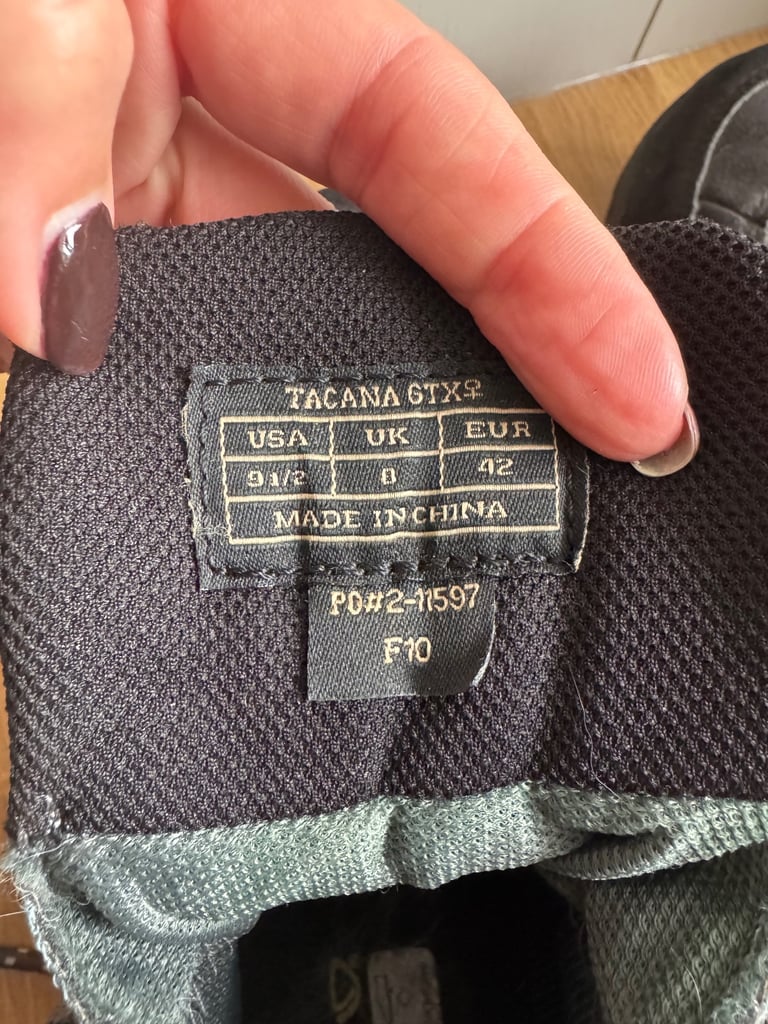 TACANA GTX♀
USA UK EUR
9 1/2 8 42
MADE IN CHINA
PO#2-11597
F10